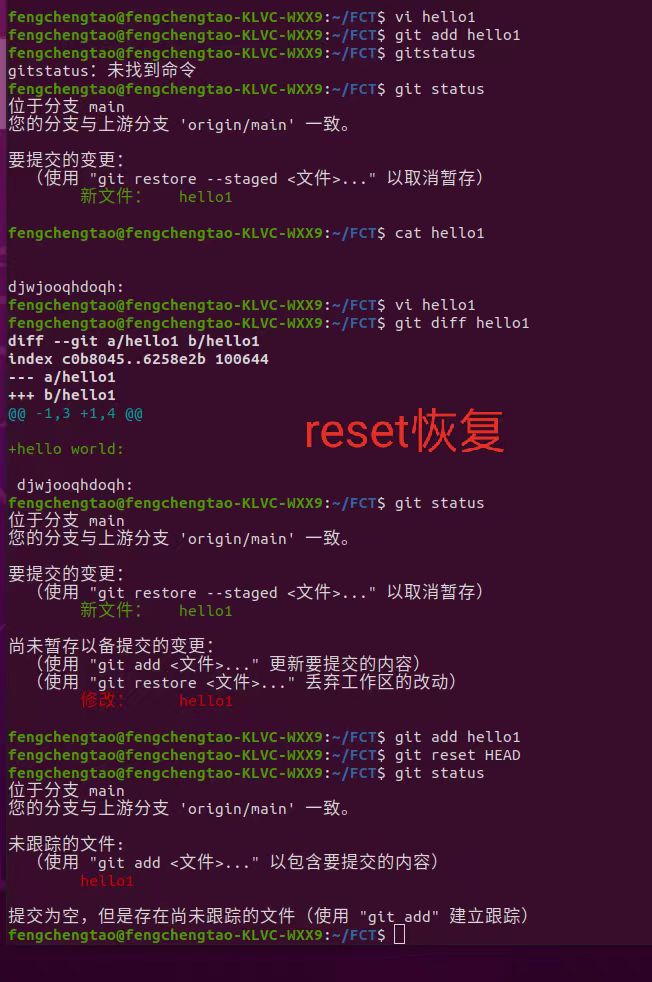 fengchengtao@fengchengtao-KLVC-WXX9:~/FCT$ vi hello1
fengchengtao@fengchengtao-KLVC-WXX9:~/FCT$ git add hello1
fengchengtao@fengchengtao-KLVC-WXX9:~/FCT$ gitstatus
gitstatus：未找到命令
fengchengtao@fengchengtao-KLVC-WXX9:~/FCT$ git status
位于分支 main
您的分支与上游分支 'origin/main' 一致。
要提交的变更：
（使用 "git restore --staged <文件>..." 以取消暂存）
新文件：   hello1
fengchengtao@fengchengtao-KLVC-WXX9:~/FCT$ cat hello1
djwjooqhdoqh:
fengchengtao@fengchengtao-KLVC-WXX9:~/FCT$ vi hello1
fengchengtao@fengchengtao-KLVC-WXX9:~/FCT$ git diff hello1
diff --git a/hello1 b/hello1
index c0b8045..6258e2b 100644
--- a/hello1
+++ b/hello1
@@ -1,3 +1,4 @@
reset恢复
+hello world:
djwjooqhdoqh:
fengchengtao@fengchengtao-KLVC-WXX9:~/FCT$ git status
位于分支 main
您的分支与上游分支 'origin/main' 一致。
要提交的变更：
（使用 "git restore --staged <文件>..." 以取消暂存）
新文件：   hello1
尚未暂存以备提交的变更：
（使用 "git add <文件>..." 更新要提交的内容）
（使用 "git restore <文件>..." 丢弃工作区的改动）
修改：     hello1
fengchengtao@fengchengtao-KLVC-WXX9:~/FCT$ git add hello1
fengchengtao@fengchengtao-KLVC-WXX9:~/FCT$ git reset HEAD
fengchengtao@fengchengtao-KLVC-WXX9:~/FCT$ git status
位于分支 main
您的分支与上游分支 'origin/main' 一致。
未跟踪的文件:
（使用 "git add <文件>..." 以包含要提交的内容）
hello1
提交为空，但是存在尚未跟踪的文件（使用 "git add" 建立跟踪）
fengchengtao@fengchengtao-KLVC-WXX9:~/FCT$